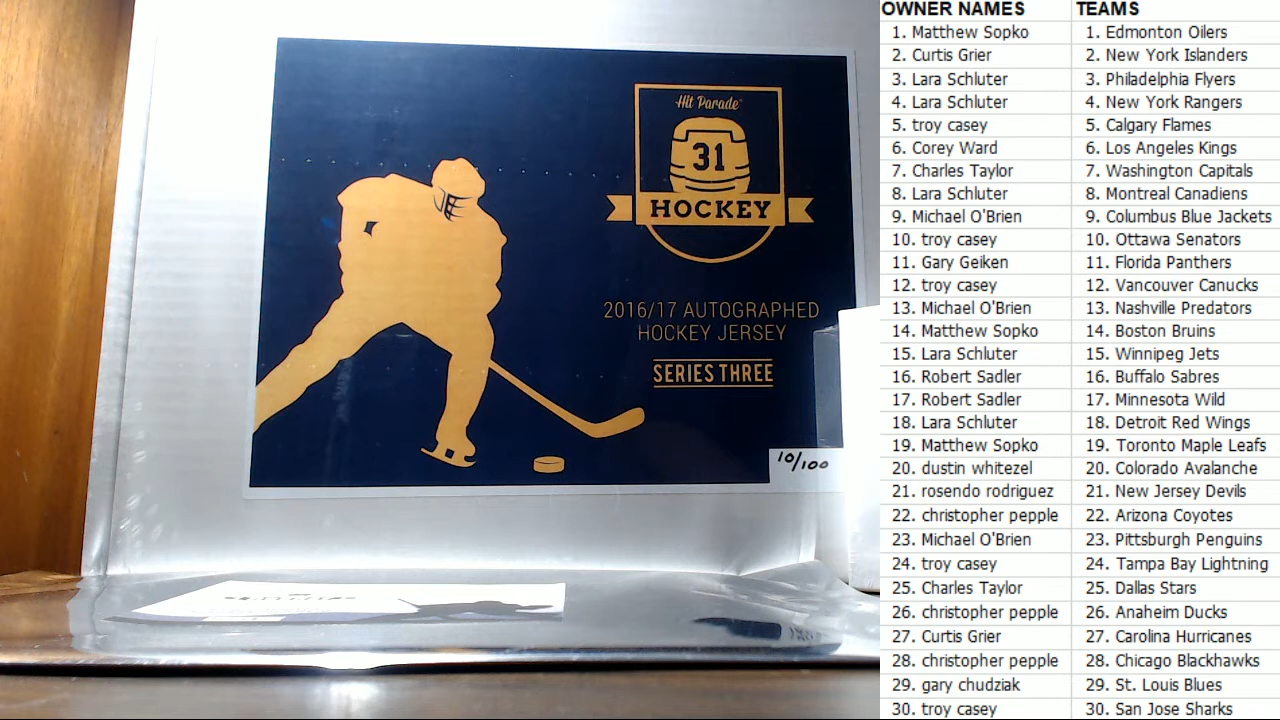 Hit Parade
31
HOCKEY
2016/17 AUTOGRAPHED
HOCKEY JERSEY
SERIES THREE
10/100
OWNER NAMES TEAMS
1. Matthew Sopko 1. Edmonton Oilers
2. Curtis Grier 2. New York Islanders
3. Lara Schluter 3. Philadelphia Flyers
4. Lara Schluter 4. New York Rangers
5. troy casey 5. Calgary Flames
6. Corey Ward 6. Los Angeles Kings
7. Charles Taylor 7. Washington Capitals
8. Lara Schluter 8. Montreal Canadiens
9. Michael O'Brien 9. Columbus Blue Jackets
10. troy casey 10. Ottawa Senators
11. Gary Geiken 11. Florida Panthers
12. troy casey 12. Vancouver Canucks
13. Michael O'Brien 13. Nashville Predators
14. Matthew Sopko 14. Boston Bruins
15. Lara Schluter 15. Winnipeg Jets
16. Robert Sadler 16. Buffalo Sabres
17. Robert Sadler 17. Minnesota Wild
18. Lara Schluter 18. Detroit Red Wings
19. Matthew Sopko 19. Toronto Maple Leafs
20. dustin whitezel 20. Colorado Avalanche
21. rosendo rodriguez 21. New Jersey Devils
22. christopher pepple 22. Arizona Coyotes
23. Michael O'Brien 23. Pittsburgh Penguins
24. troy casey 24. Tampa Bay Lightning
25. Charles Taylor 25. Dallas Stars
26. christopher pepple 26. Anaheim Ducks
27. Curtis Grier 27. Carolina Hurricanes
28. christopher pepple 28. Chicago Blackhawks
29. gary chudziak 29. St. Louis Blues
30. troy casey 30. San Jose Sharks